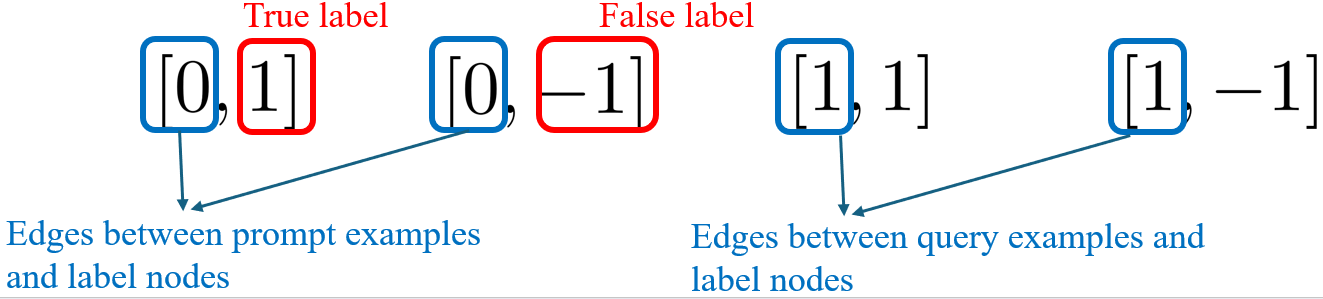 True label False label
[0, 1] [0, −1] [1, 1] [1, −1]
Edges between prompt examples
and label nodes
Edges between query examples and
label nodes